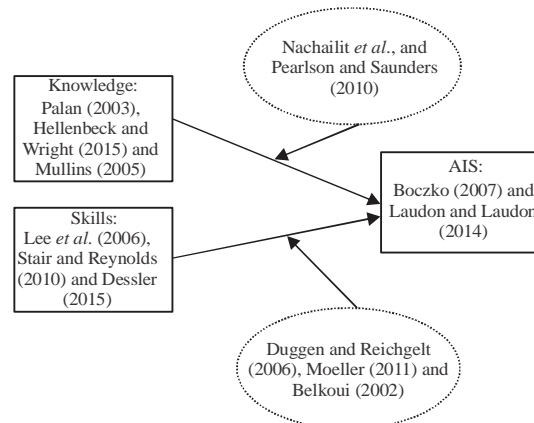 Nachailit et al., and
Pearlson and Saunders
(2010)
Knowledge:
Palan (2003),
Hellenbeck and
Wright (2015) and
Mullins (2005)
AIS:
Boczko (2007) and
Laudon and Laudon
(2014)
Skills:
Lee et al. (2006),
Stair and Reynolds
(2010) and Dessler
(2015)
Duggen and Reichgelt
(2006), Moeller (2011) and
Belkoui (2002)